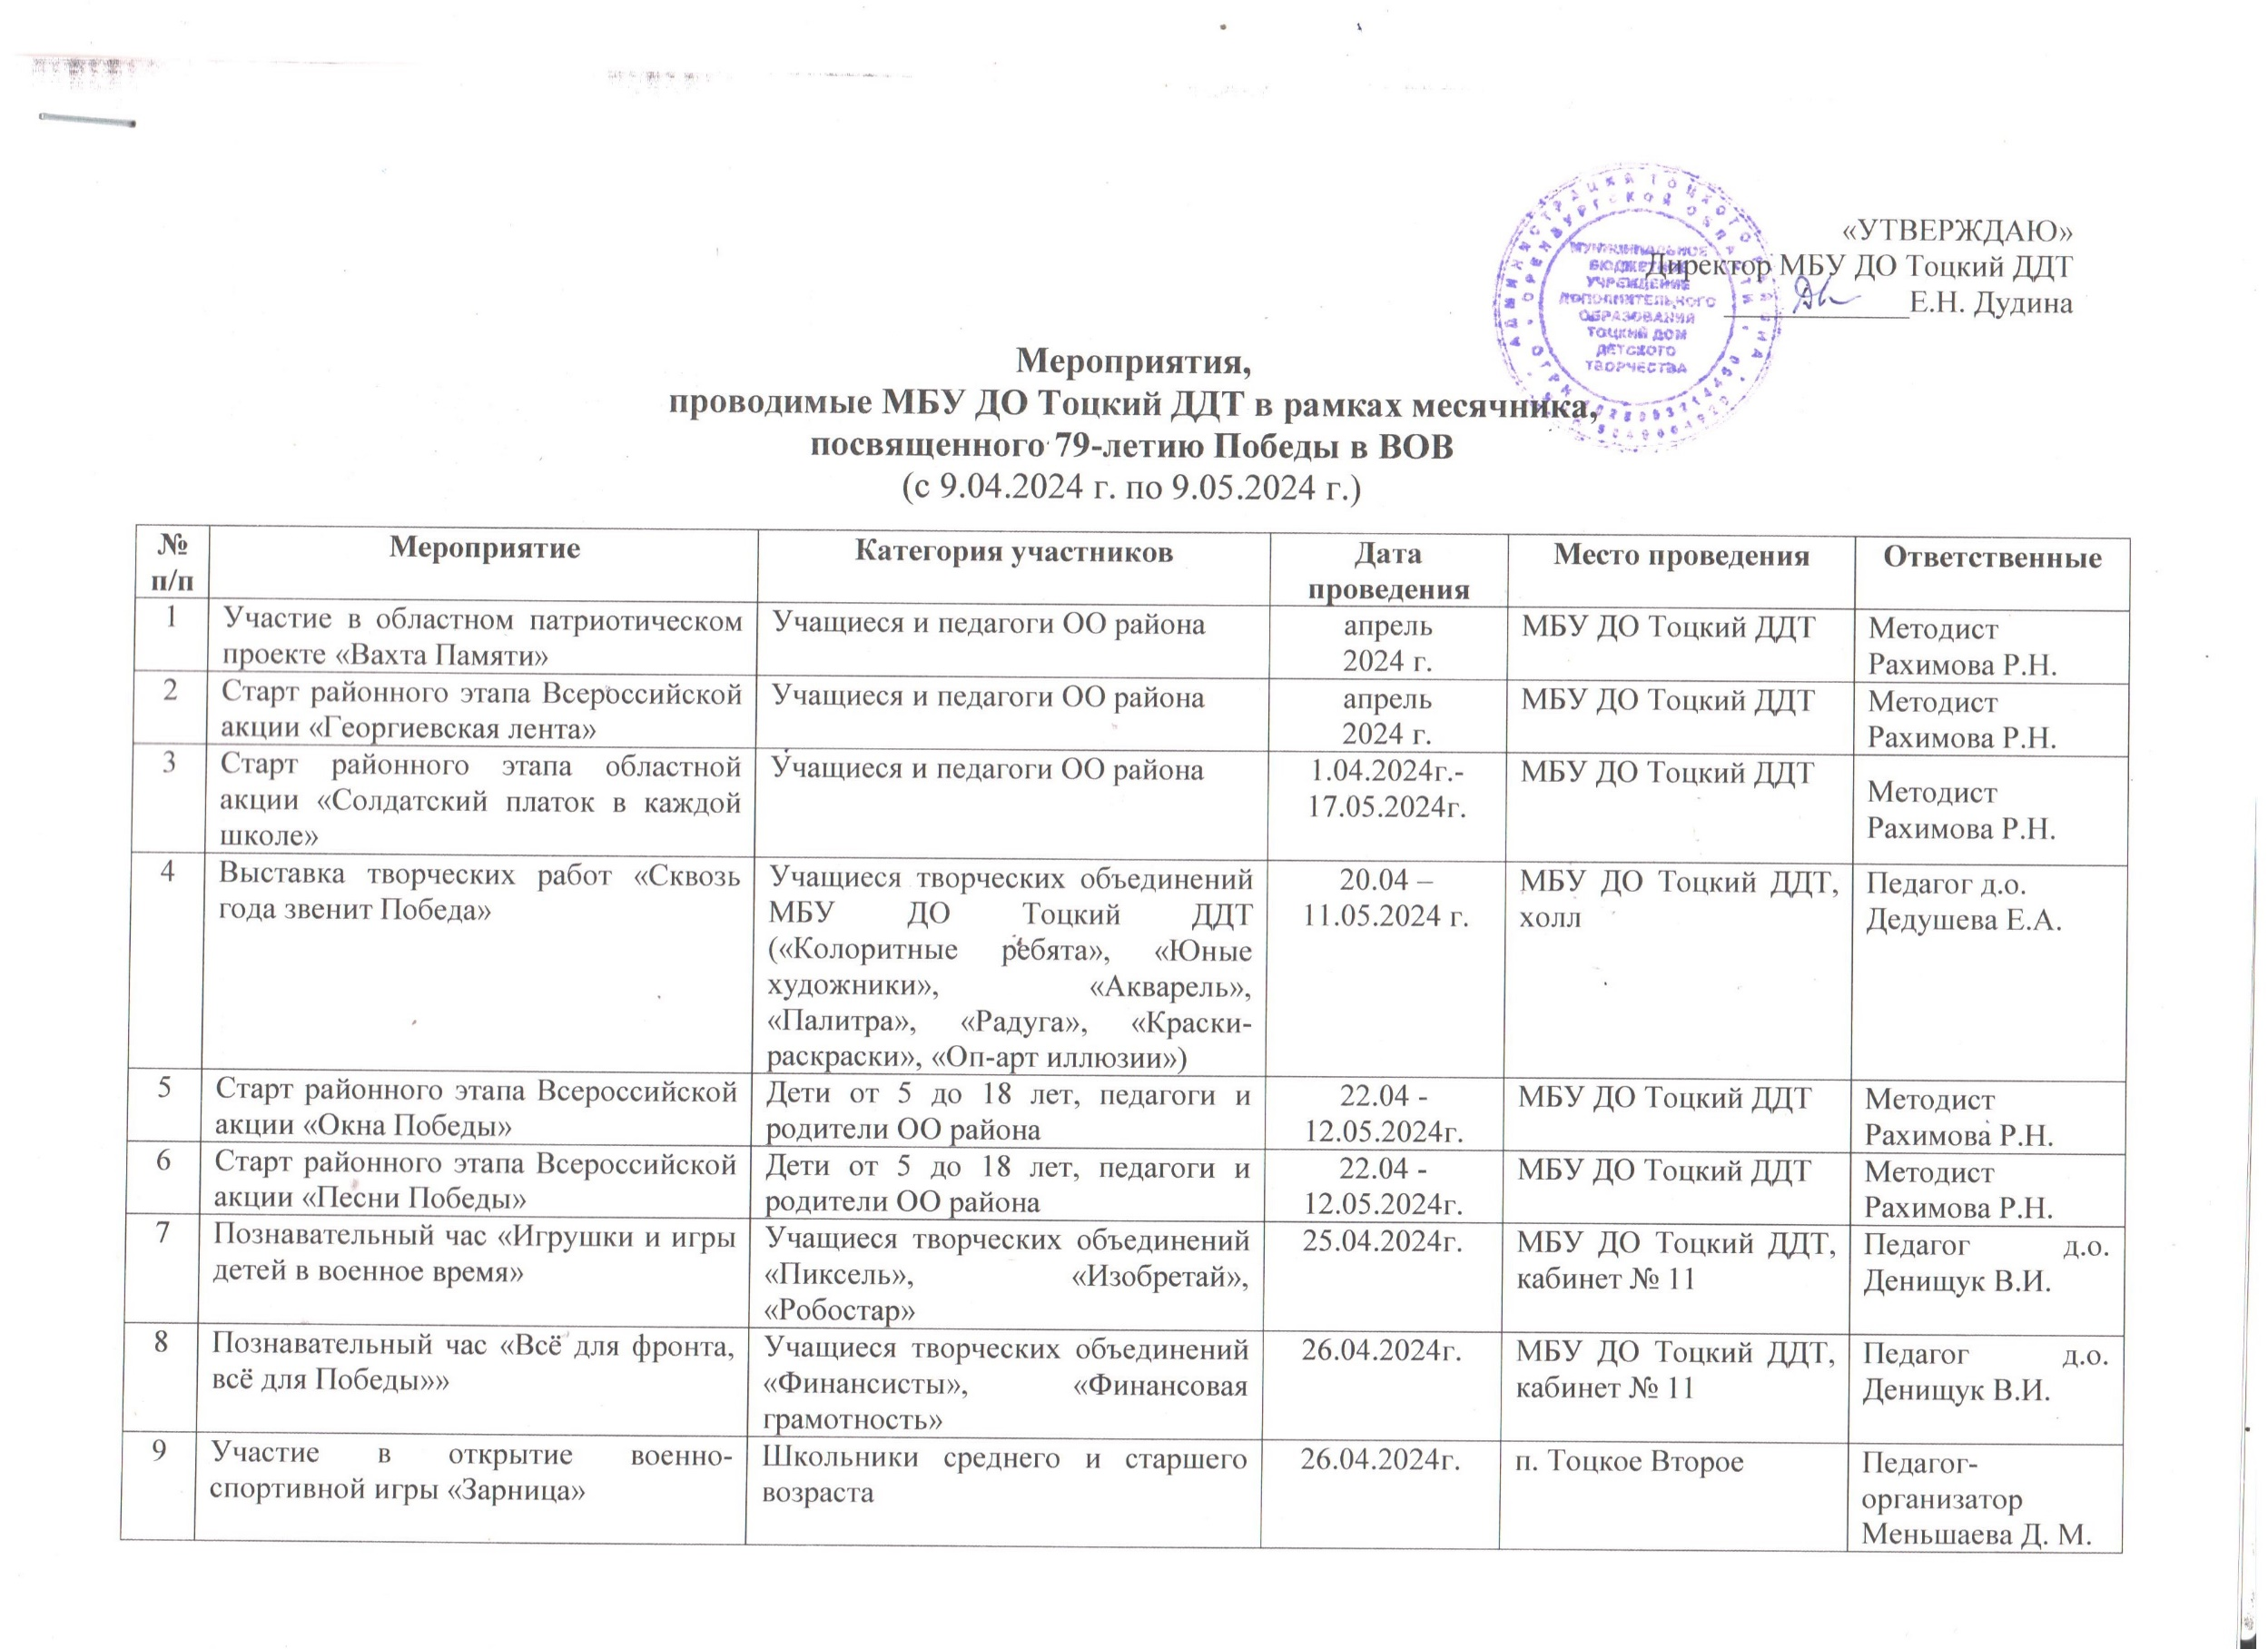 «УТВЕРЖДАЮ»
Директор МБУ ДО Тоцкий ДДТ
____________Е.Н. Дудина
МУНИЦИПАЛЬНОЕ
БЮДЖЕТНОЕ
УЧРЕЖДЕНИЕ
ДОПОЛНИТЕЛЬНОГО
ОБРАЗОВАНИЯ
ТОЦКИЙ ДОМ
ДЕТСКОГО
ТВОРЧЕСТВА
Мероприятия,
проводимые МБУ ДО Тоцкий ДДТ в рамках месячника,
посвященного 79-летию Победы в ВОВ
(с 9.04.2024 г. по 9.05.2024 г.)
№
п/п
Мероприятие
Категория участников
Дата
проведения
Место проведения
Ответственные
1
Участие в областном патриотическом
проекте «Вахта Памяти»
Учащиеся и педагоги ОО района
апрель
2024 г.
МБУ ДО Тоцкий ДДТ
Методист
Рахимова Р.Н.
2
Старт районного этапа Всероссийской
акции «Георгиевская лента»
Учащиеся и педагоги ОО района
апрель
2024 г.
МБУ ДО Тоцкий ДДТ
Методист
Рахимова Р.Н.
3
Старт районного этапа областной
акции «Солдатский платок в каждой
школе»
Учащиеся и педагоги ОО района
1.04.2024г.-
17.05.2024г.
МБУ ДО Тоцкий ДДТ
Методист
Рахимова Р.Н.
4
Выставка творческих работ «Сквозь
года звенит Победа»
Учащиеся творческих объединений
МБУ ДО Тоцкий ДДТ
(«Колоритные ребята», «Юные
художники», «Акварель»,
«Палитра», «Радуга», «Краски-
раскраски», «Оп-арт иллюзии»)
20.04 –
11.05.2024 г.
МБУ ДО Тоцкий ДДТ,
холл
Педагог д.о.
Дедушева Е.А.
5
Старт районного этапа Всероссийской
акции «Окна Победы»
Дети от 5 до 18 лет, педагоги и
родители ОО района
22.04 -
12.05.2024г.
МБУ ДО Тоцкий ДДТ
Методист
Рахимова Р.Н.
6
Старт районного этапа Всероссийской
акции «Песни Победы»
Дети от 5 до 18 лет, педагоги и
родители ОО района
22.04 -
12.05.2024г.
МБУ ДО Тоцкий ДДТ
Методист
Рахимова Р.Н.
7
Познавательный час «Игрушки и игры
детей в военное время»
Учащиеся творческих объединений
«Пиксель», «Изобретай»,
«Робостар»
25.04.2024г.
МБУ ДО Тоцкий ДДТ,
кабинет № 11
Педагог д.о.
Денищук В.И.
8
Познавательный час «Всё для фронта,
всё для Победы»»
Учащиеся творческих объединений
«Финансисты», «Финансовая
грамотность»
26.04.2024г.
МБУ ДО Тоцкий ДДТ,
кабинет № 11
Педагог д.о.
Денищук В.И.
9
Участие в открытие военно-
спортивной игры «Зарница»
Школьники среднего и старшего
возраста
26.04.2024г.
п. Тоцкое Второе
Педагог-
организатор
Меньшаева Д. М.